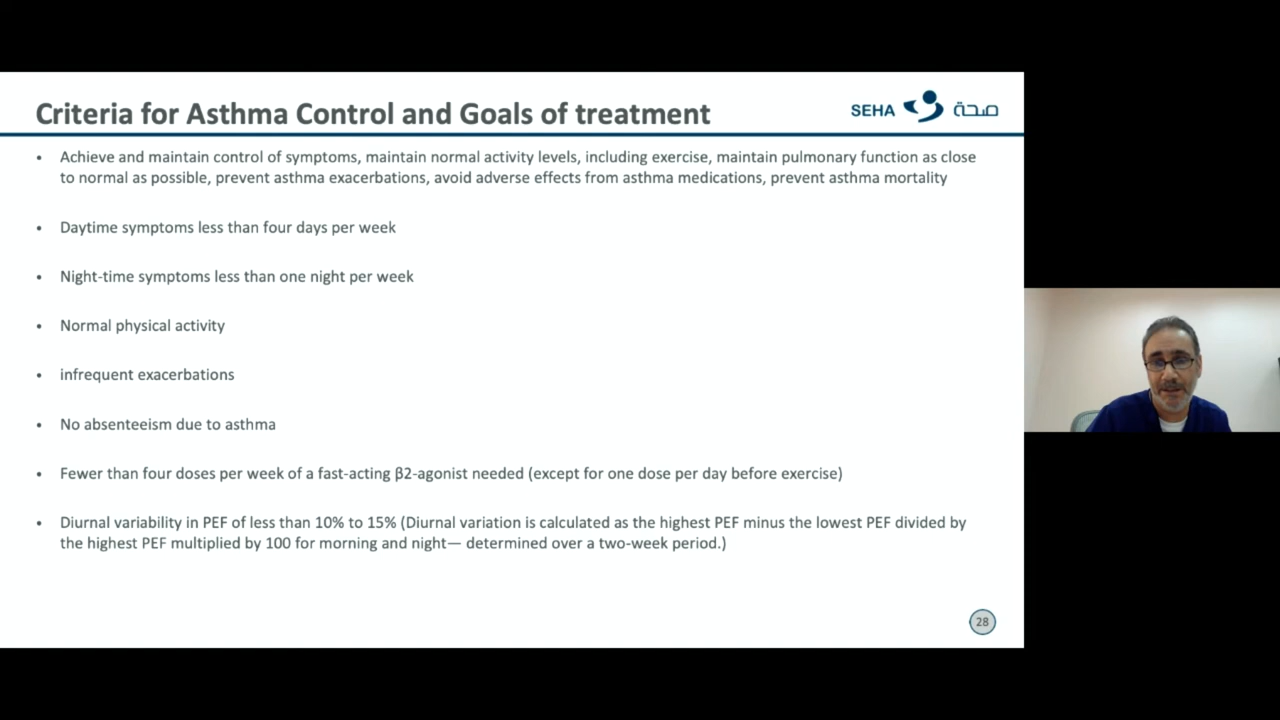 Criteria for Asthma Control and Goals of treatment
SEHA صحة
• Achieve and maintain control of symptoms, maintain normal activity levels, including exercise, maintain pulmonary function as close
to normal as possible, prevent asthma exacerbations, avoid adverse effects from asthma medications, prevent asthma mortality
• Daytime symptoms less than four days per week
• Night-time symptoms less than one night per week
• Normal physical activity
• infrequent exacerbations
• No absenteeism due to asthma
• Fewer than four doses per week of a fast-acting β2-agonist needed (except for one dose per day before exercise)
• Diurnal variability in PEF of less than 10% to 15% (Diurnal variation is calculated as the highest PEF minus the lowest PEF divided by
the highest PEF multiplied by 100 for morning and night— determined over a two-week period.)
28